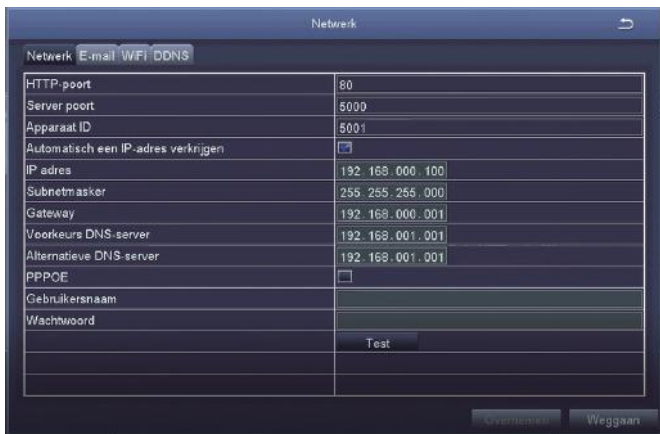 Netwerk
Netwerk E-mail WiFi DDNS
HTTP-poort 80
Server poort 5000
Apparaat ID 5001
Automatisch een IP-adres verkrijgen
IP adres 192.168.000.100
Subnetmasker 255.255.255.000
Gateway 192.168.000.001
Voorkeurs DNS-server 192.168.001.001
Alternatieve DNS-server 192.168.001.001
PPPOE
Gebruikersnaam
Wachtwoord
Test
Overnemen Weggaan